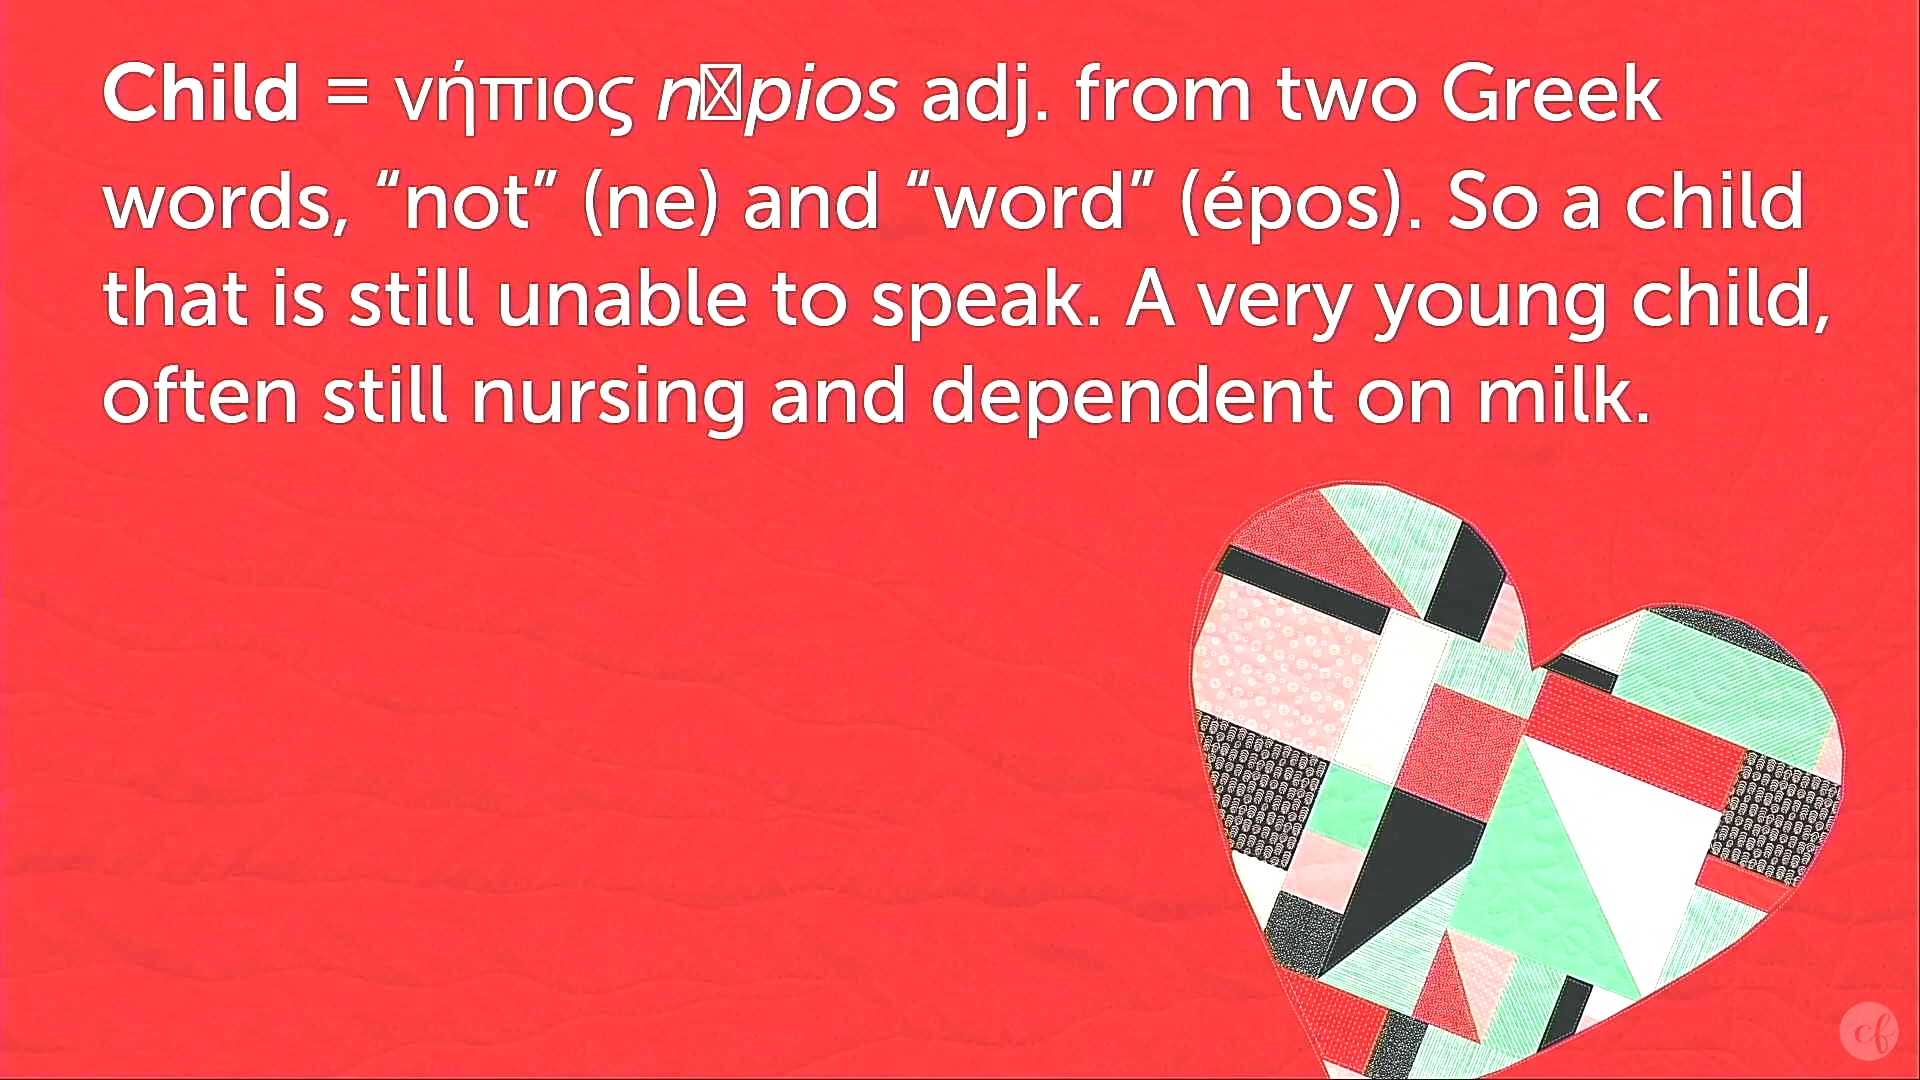 Child = νήπιος n☒pios adj. from two Greek
words, “not” (ne) and “word” (épos). So a child
that is still unable to speak. A very young child,
often still nursing and dependent on milk.
cf